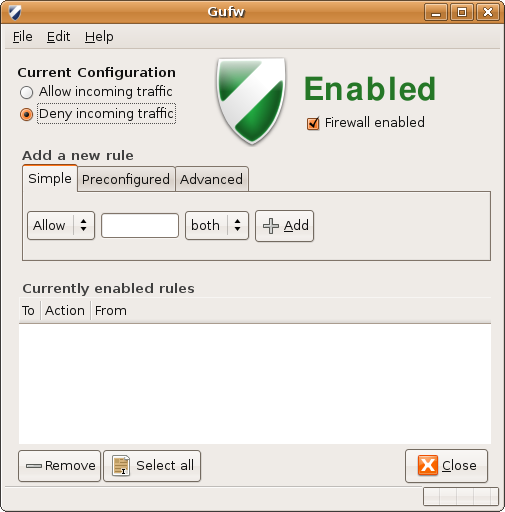 Gufw
File Edit Help
Current Configuration
Allow incoming traffic
Deny incoming traffic
Enabled
Firewall enabled
Add a new rule
Simple Preconfigured Advanced
Allow both Add
Currently enabled rules
To Action From
Remove Select all Close